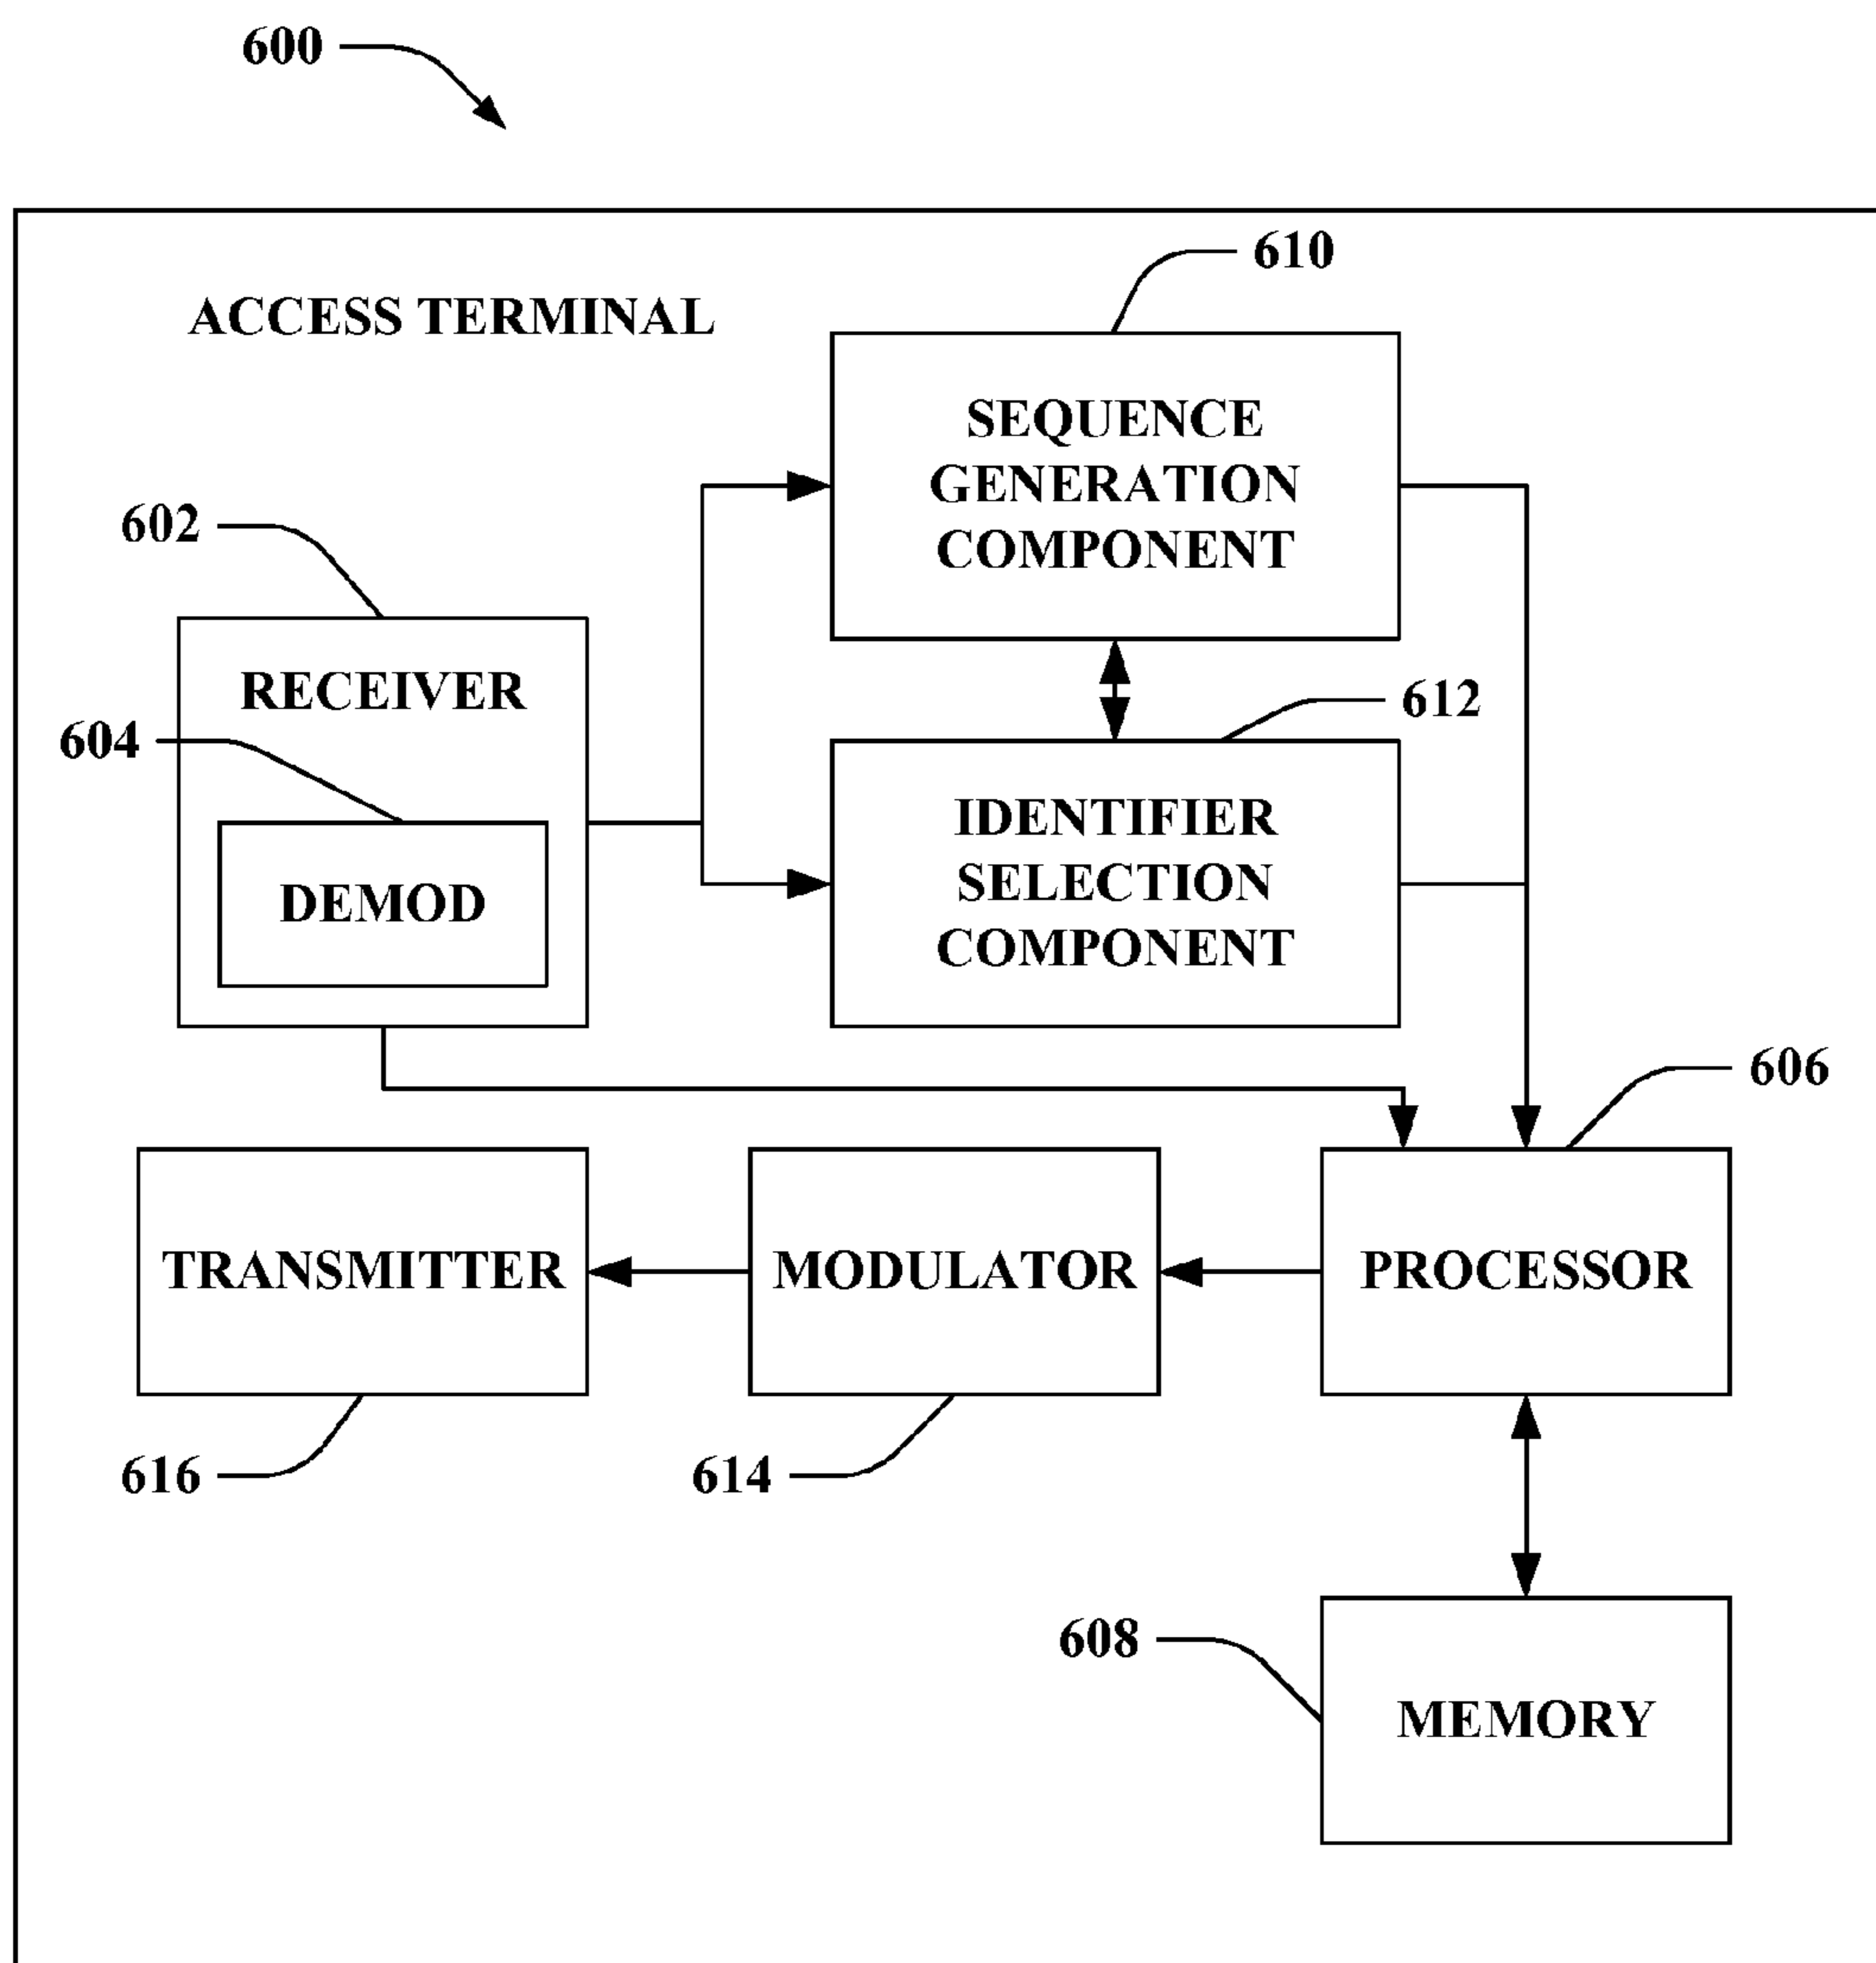 600
ACCESS TERMINAL
610
SEQUENCE
GENERATION
COMPONENT
602
RECEIVER
604
DEMOD
612
IDENTIFIER
SELECTION
COMPONENT
606
TRANSMITTER
MODULATOR
PROCESSOR
616
614
608
MEMORY